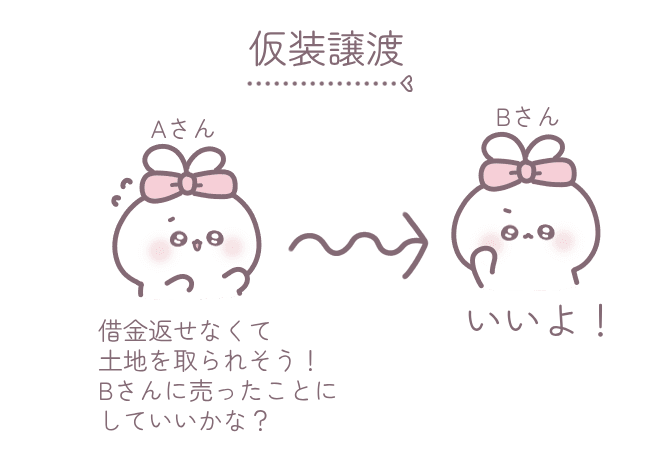 仮装譲渡
Aさん
Bさん
借金返せなくて
土地を取られそう！
Bさんに売ったことに
していいかな？
いいよ！